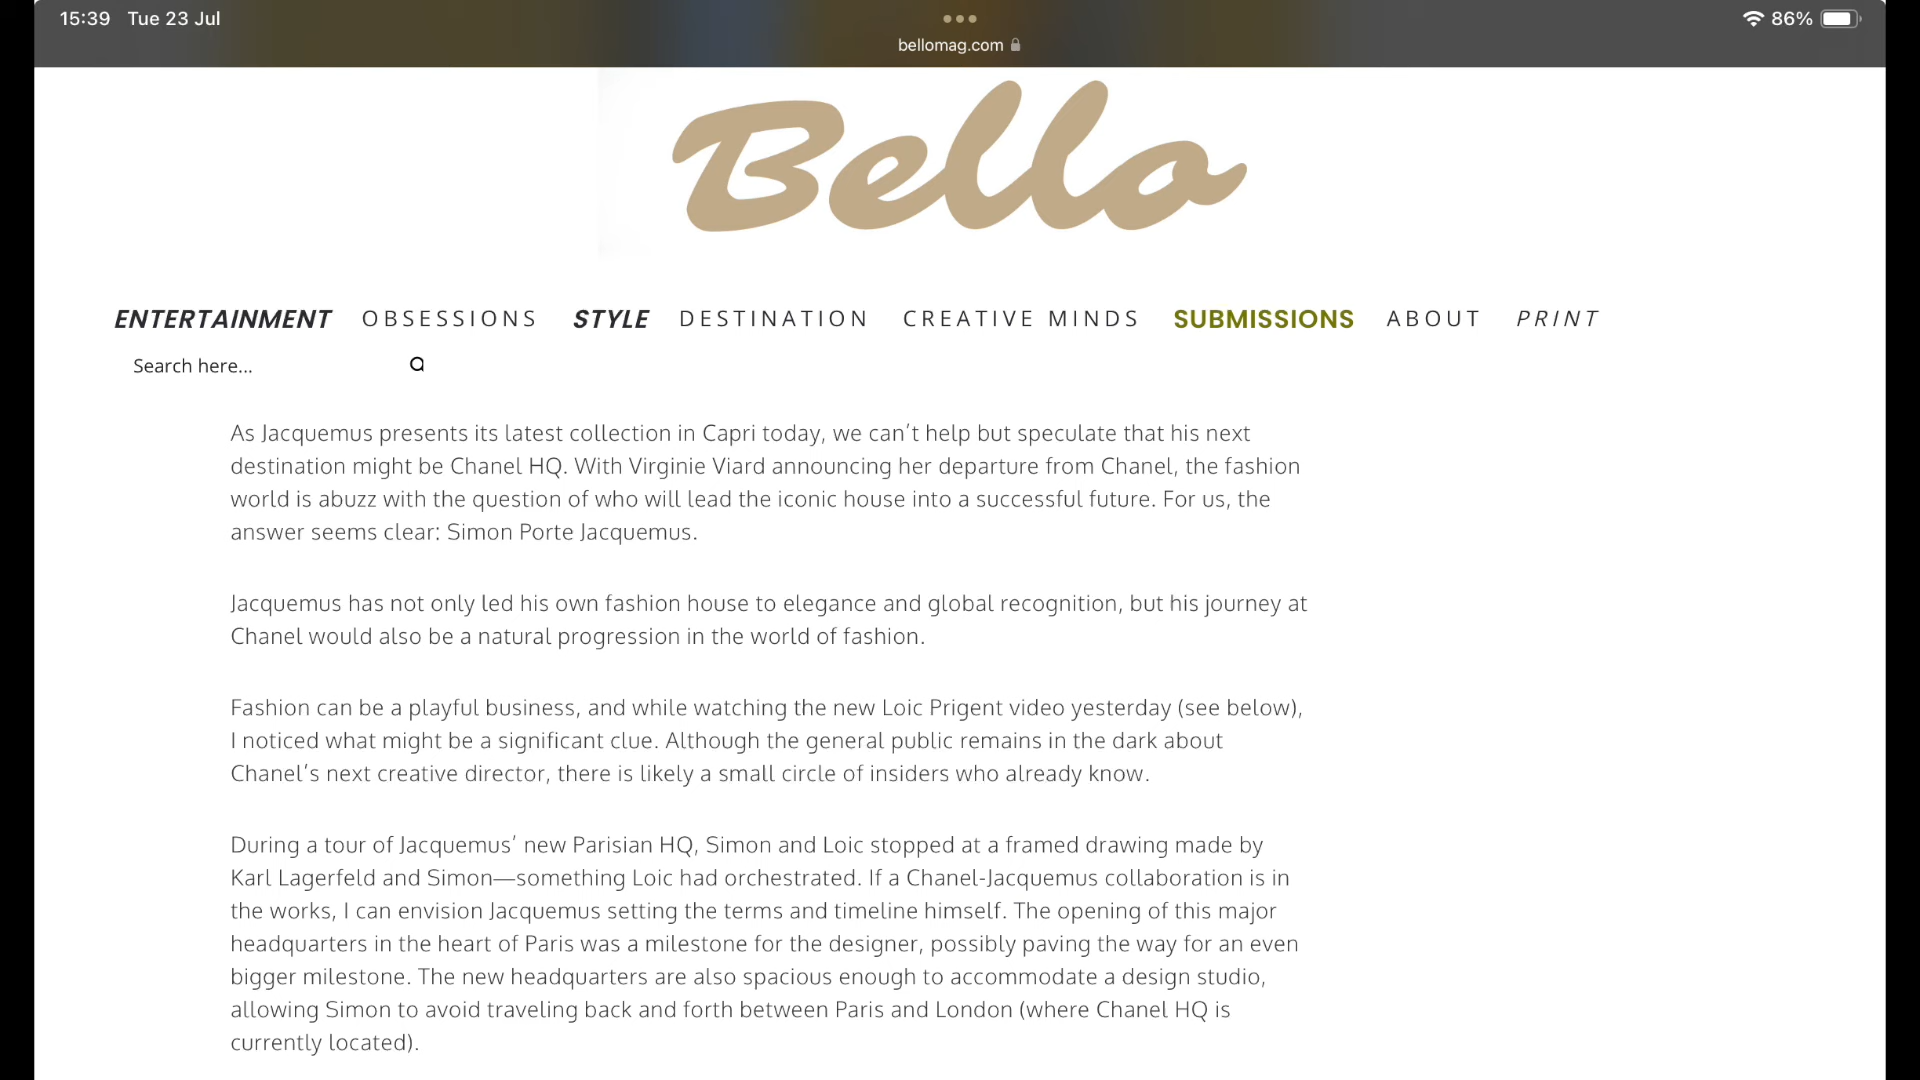 15:39 Tue 23 Jul
86%
bellomag.com
Bello
ENTERTAINMENT OBSESSIONS STYLE DESTINATION CREATIVE MINDS SUBMISSIONS ABOUT PRINT
Search here...
As Jacquemus presents its latest collection in Capri today, we can’t help but speculate that his next
destination might be Chanel HQ. With Virginie Viard announcing her departure from Chanel, the fashion
world is abuzz with the question of who will lead the iconic house into a successful future. For us, the
answer seems clear: Simon Porte Jacquemus.
Jacquemus has not only led his own fashion house to elegance and global recognition, but his journey at
Chanel would also be a natural progression in the world of fashion.
Fashion can be a playful business, and while watching the new Loic Prigent video yesterday (see below),
I noticed what might be a significant clue. Although the general public remains in the dark about
Chanel’s next creative director, there is likely a small circle of insiders who already know.
During a tour of Jacquemus’ new Parisian HQ, Simon and Loic stopped at a framed drawing made by
Karl Lagerfeld and Simon—something Loic had orchestrated. If a Chanel-Jacquemus collaboration is in
the works, I can envision Jacquemus setting the terms and timeline himself. The opening of this major
headquarters in the heart of Paris was a milestone for the designer, possibly paving the way for an even
bigger milestone. The new headquarters are also spacious enough to accommodate a design studio,
allowing Simon to avoid traveling back and forth between Paris and London (where Chanel HQ is
currently located).